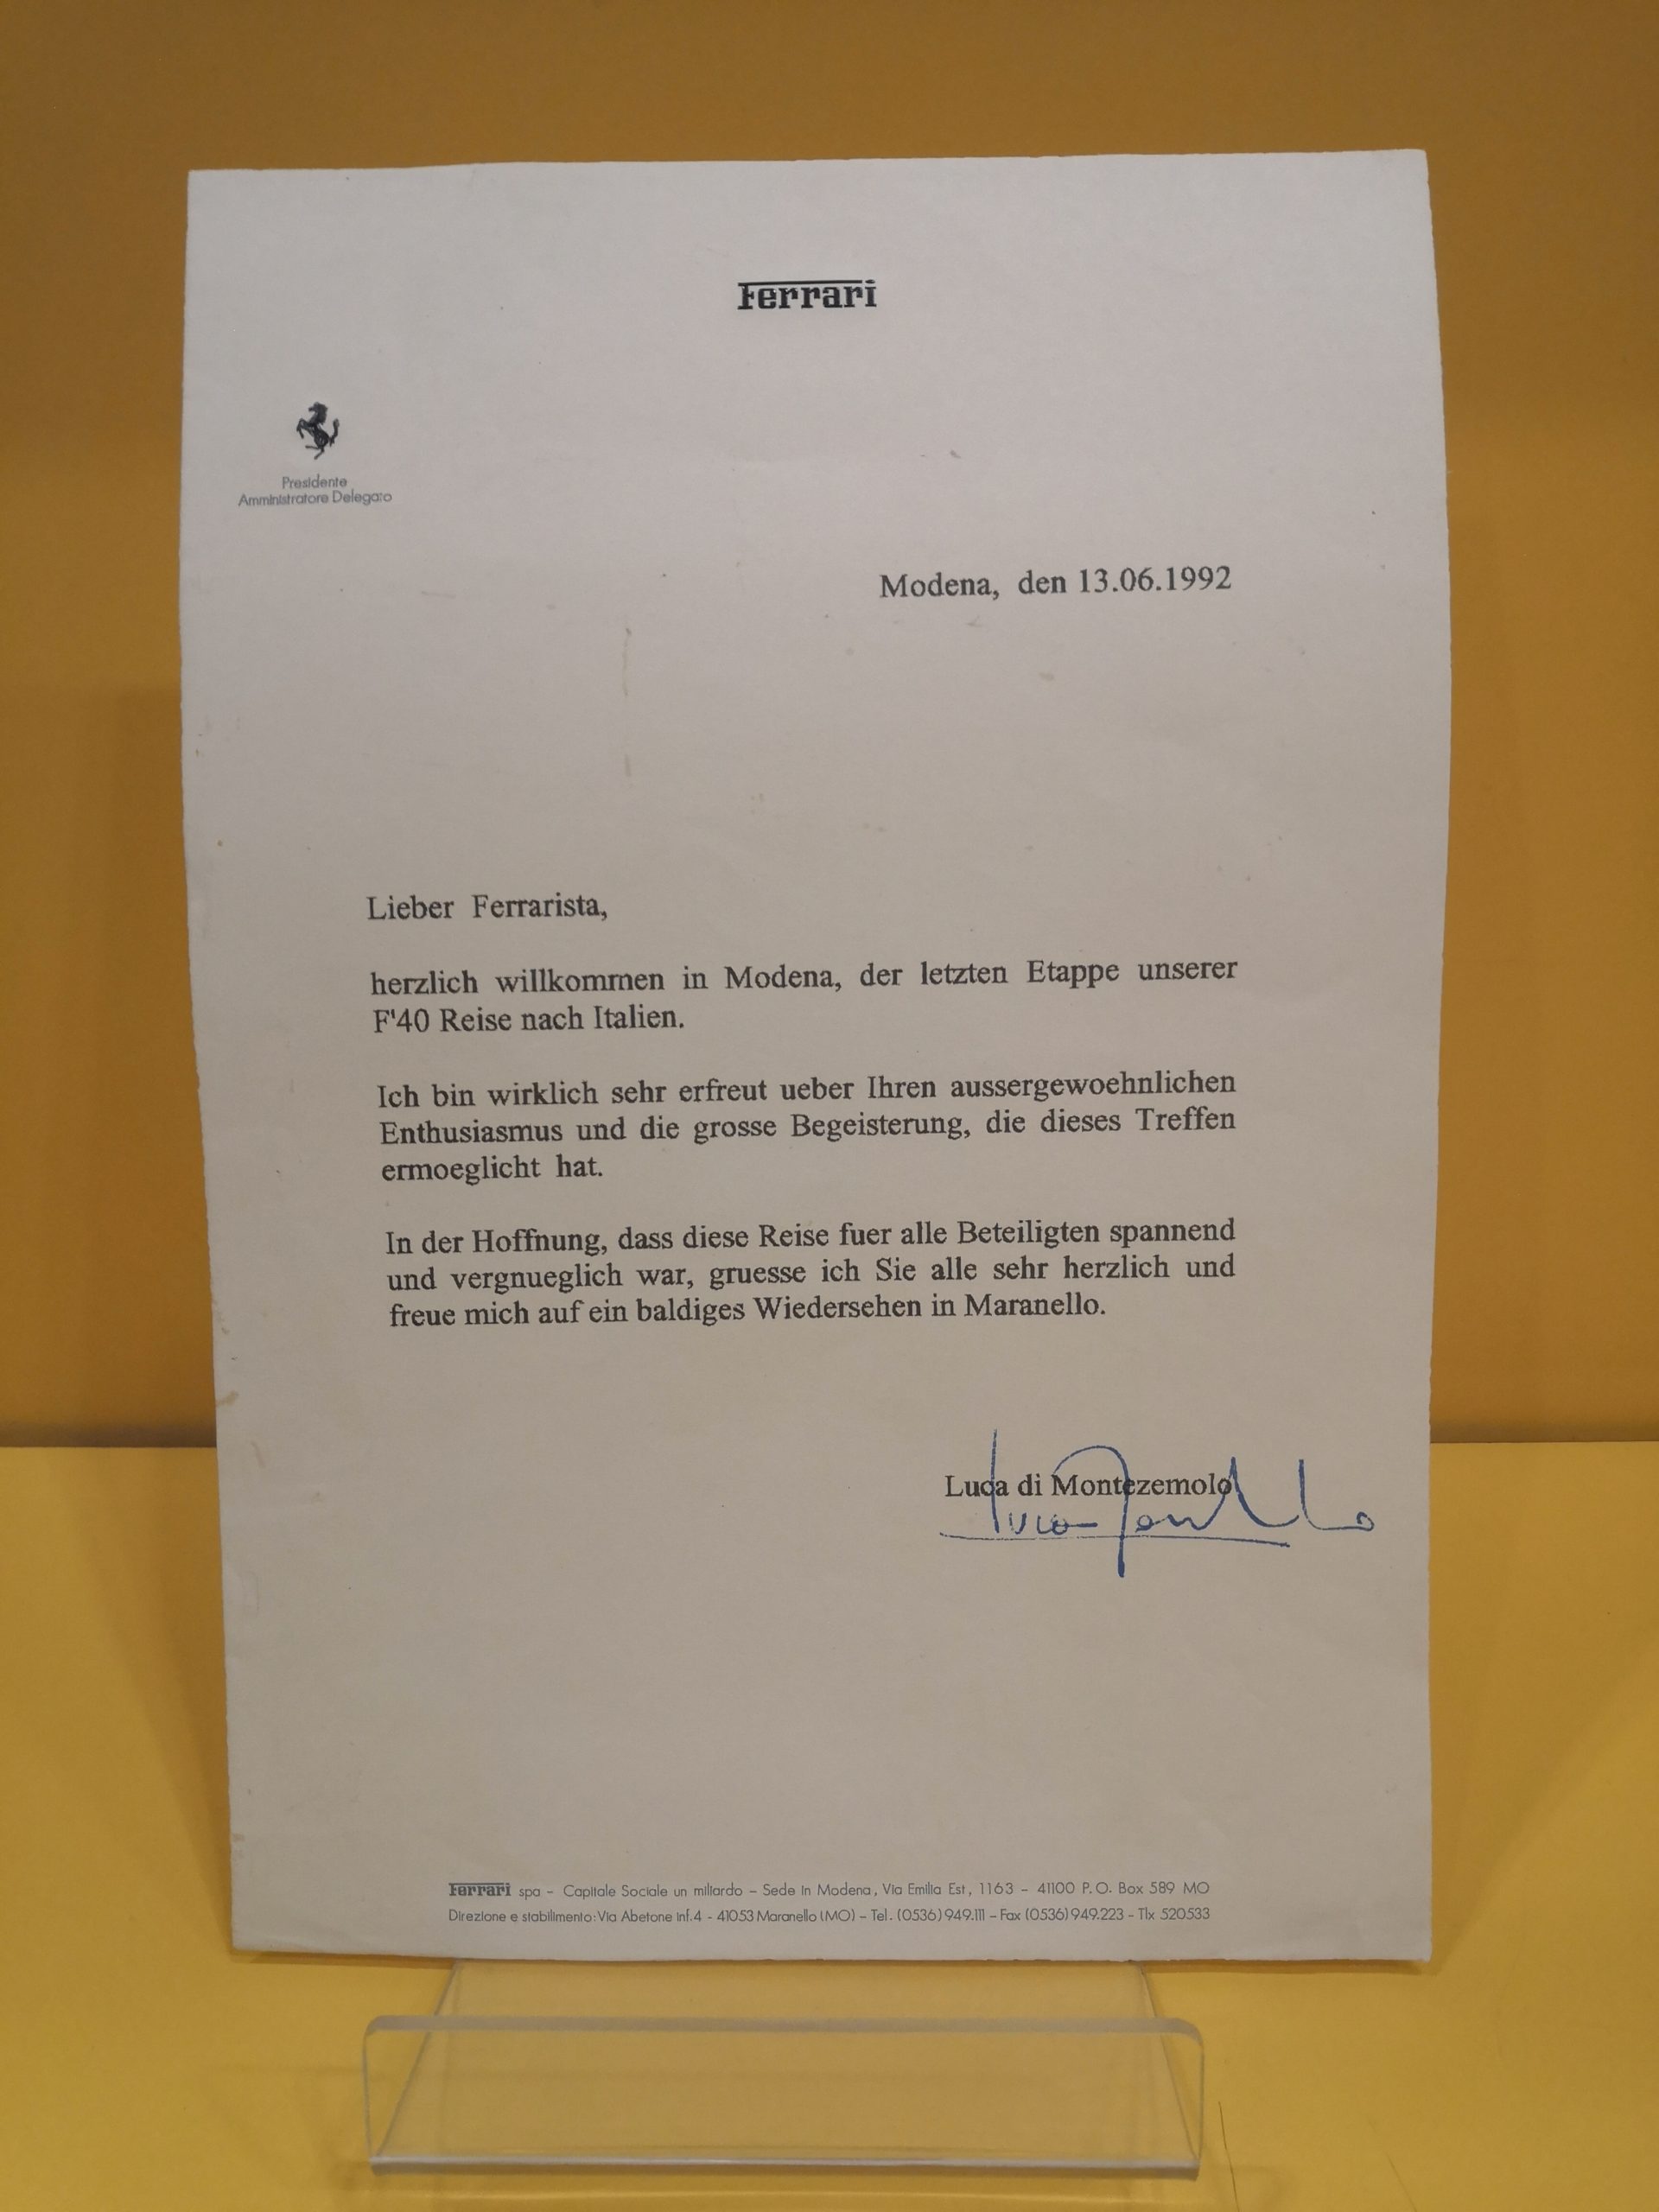 Ferrari
Presidente
Amministratore Delegato
Modena, den 13.06.1992
Lieber Ferrarista,
herzlich willkommen in Modena, der letzten Etappe unserer
F'40 Reise nach Italien.
Ich bin wirklich sehr erfreut ueber Ihren aussergewoehnlichen
Enthusiasmus und die grosse Begeisterung, die dieses Treffen
ermoeglicht hat.
In der Hoffnung, dass diese Reise fuer alle Beteiligten spannend
und vergnueglich war, gruesse ich Sie alle sehr herzlich und
freue mich auf ein baldiges Wiedersehen in Maranello.
Luca di Montezemolo
Ferrari spa - Capitale Sociale un miliardo - Sede in Modena, Via Emilia Est, 1163 - 41100 P.O. Box 589 MO
Direzione e stabilimento: Via Abetone inf. 4 - 41053 Maranello (MO) - Tel. (0536) 949.111 - Fax (0536) 949.223 - Tlx 520533